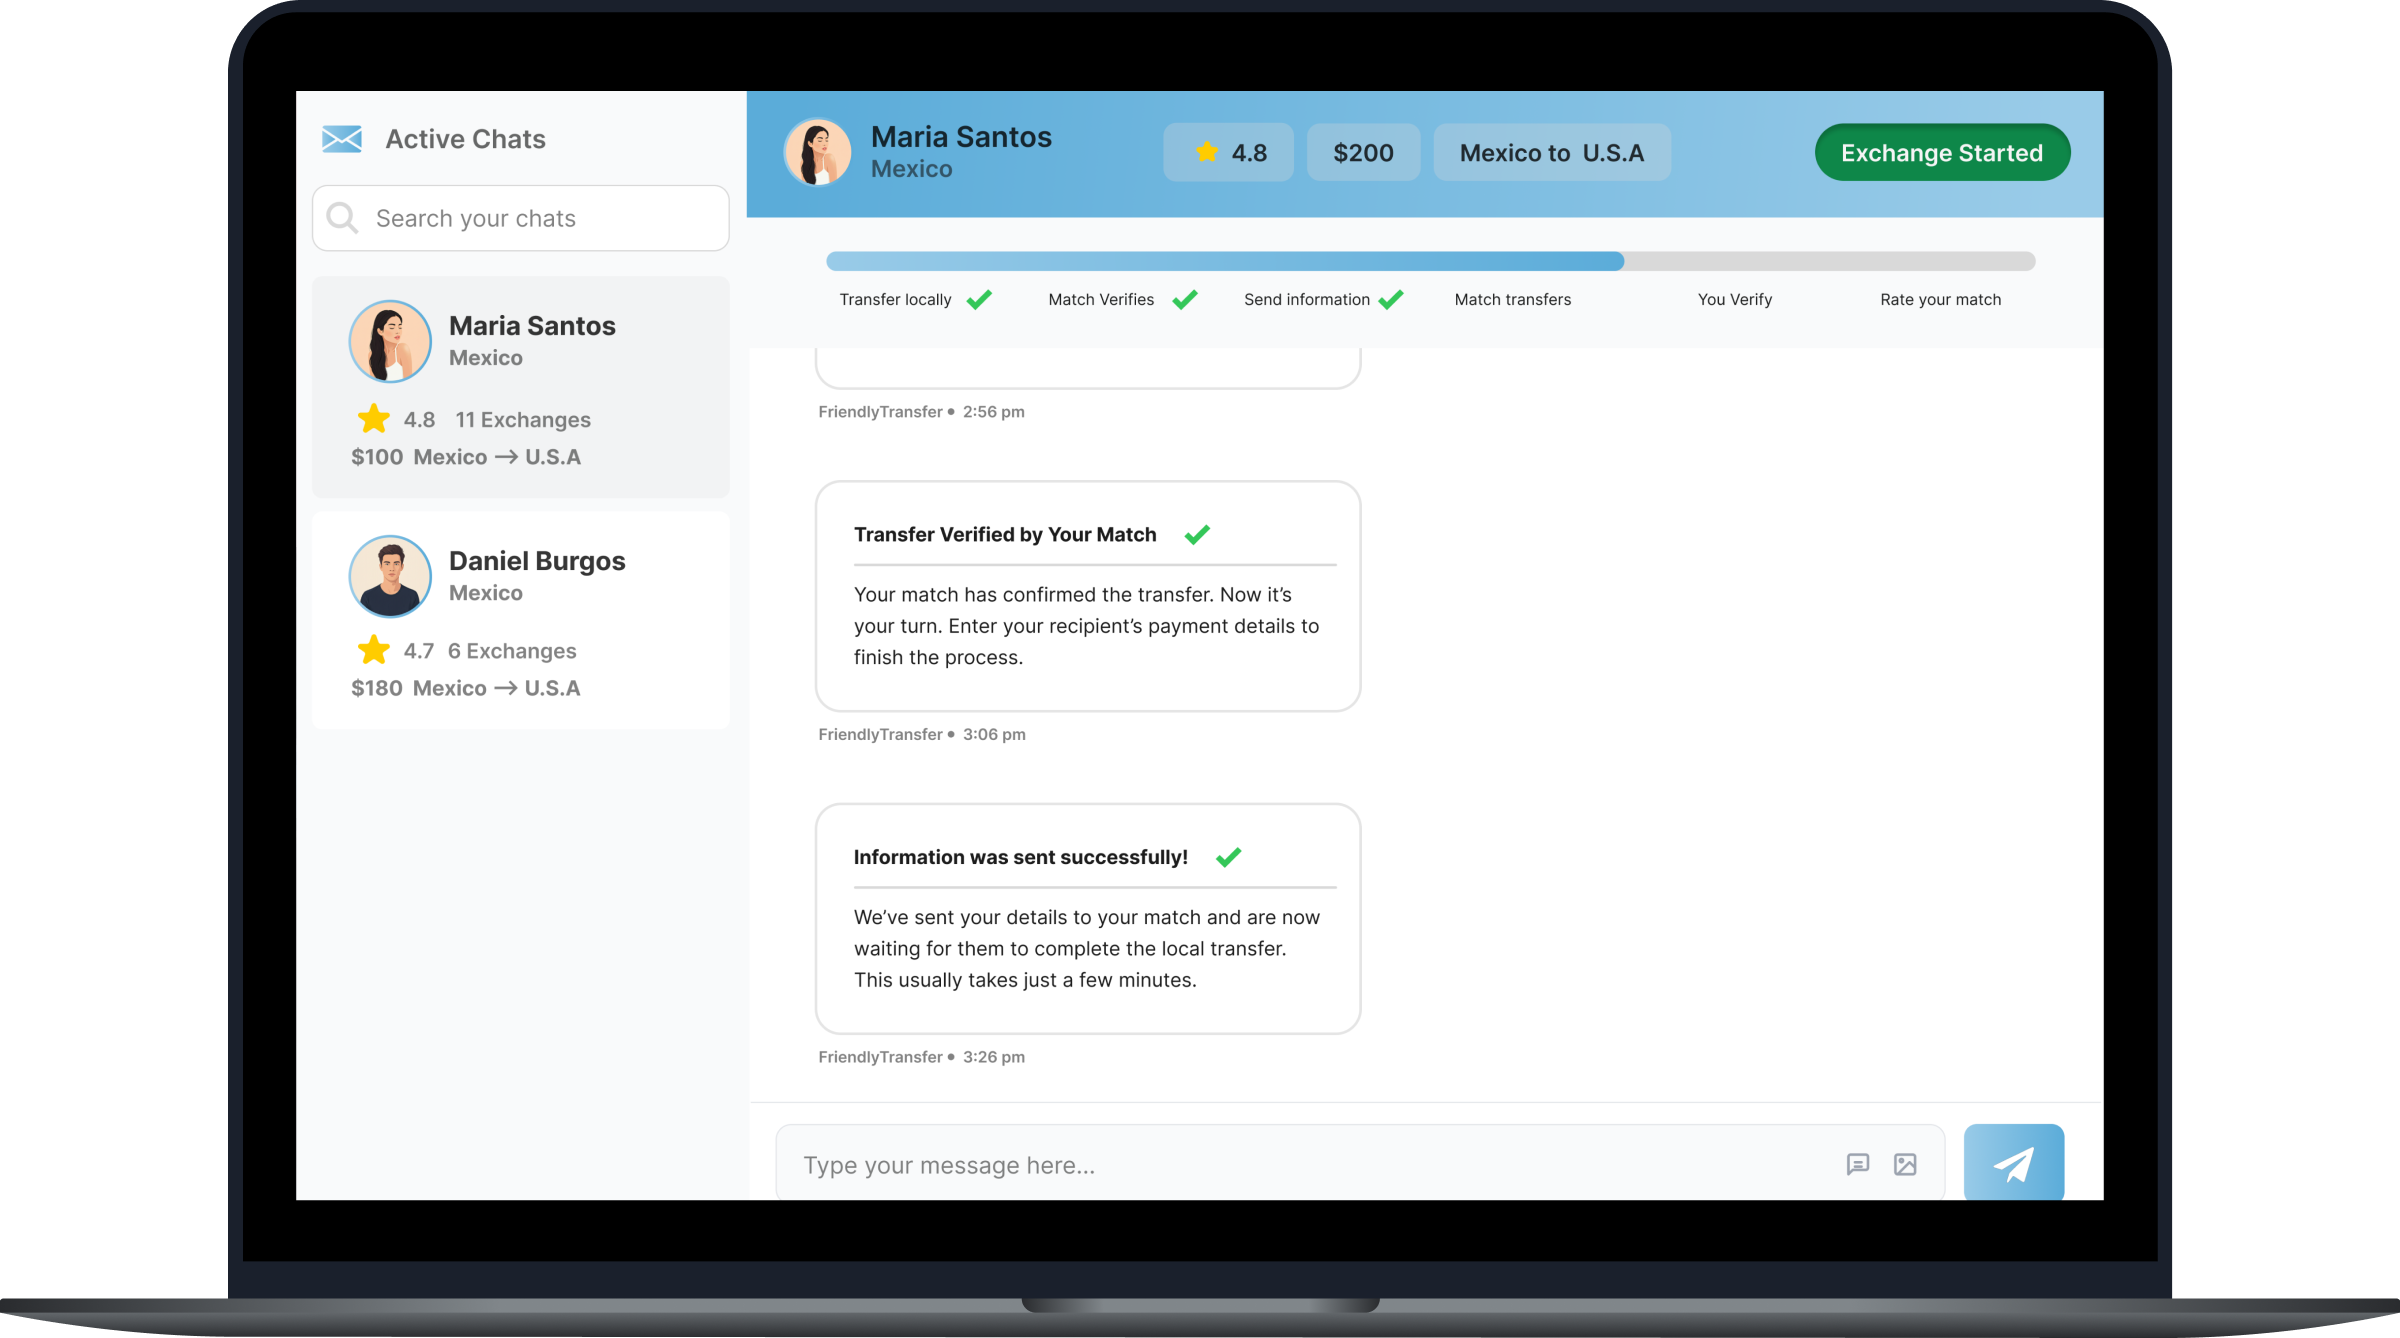 Active Chats
Search your chats
Maria Santos
Mexico
4.8 11 Exchanges
$100 Mexico → U.S.A
Daniel Burgos
Mexico
4.7 6 Exchanges
$180 Mexico → U.S.A
Maria Santos
Mexico
4.8
$200
Mexico to U.S.A
Exchange Started
Transfer locally
Match Verifies
Send information
Match transfers
You Verify
Rate your match
FriendlyTransfer • 2:56 pm
Transfer Verified by Your Match
Your match has confirmed the transfer. Now it’s
your turn. Enter your recipient’s payment details to
finish the process.
FriendlyTransfer • 3:06 pm
Information was sent successfully!
We’ve sent your details to your match and are now
waiting for them to complete the local transfer.
This usually takes just a few minutes.
FriendlyTransfer • 3:26 pm
Type your message here...